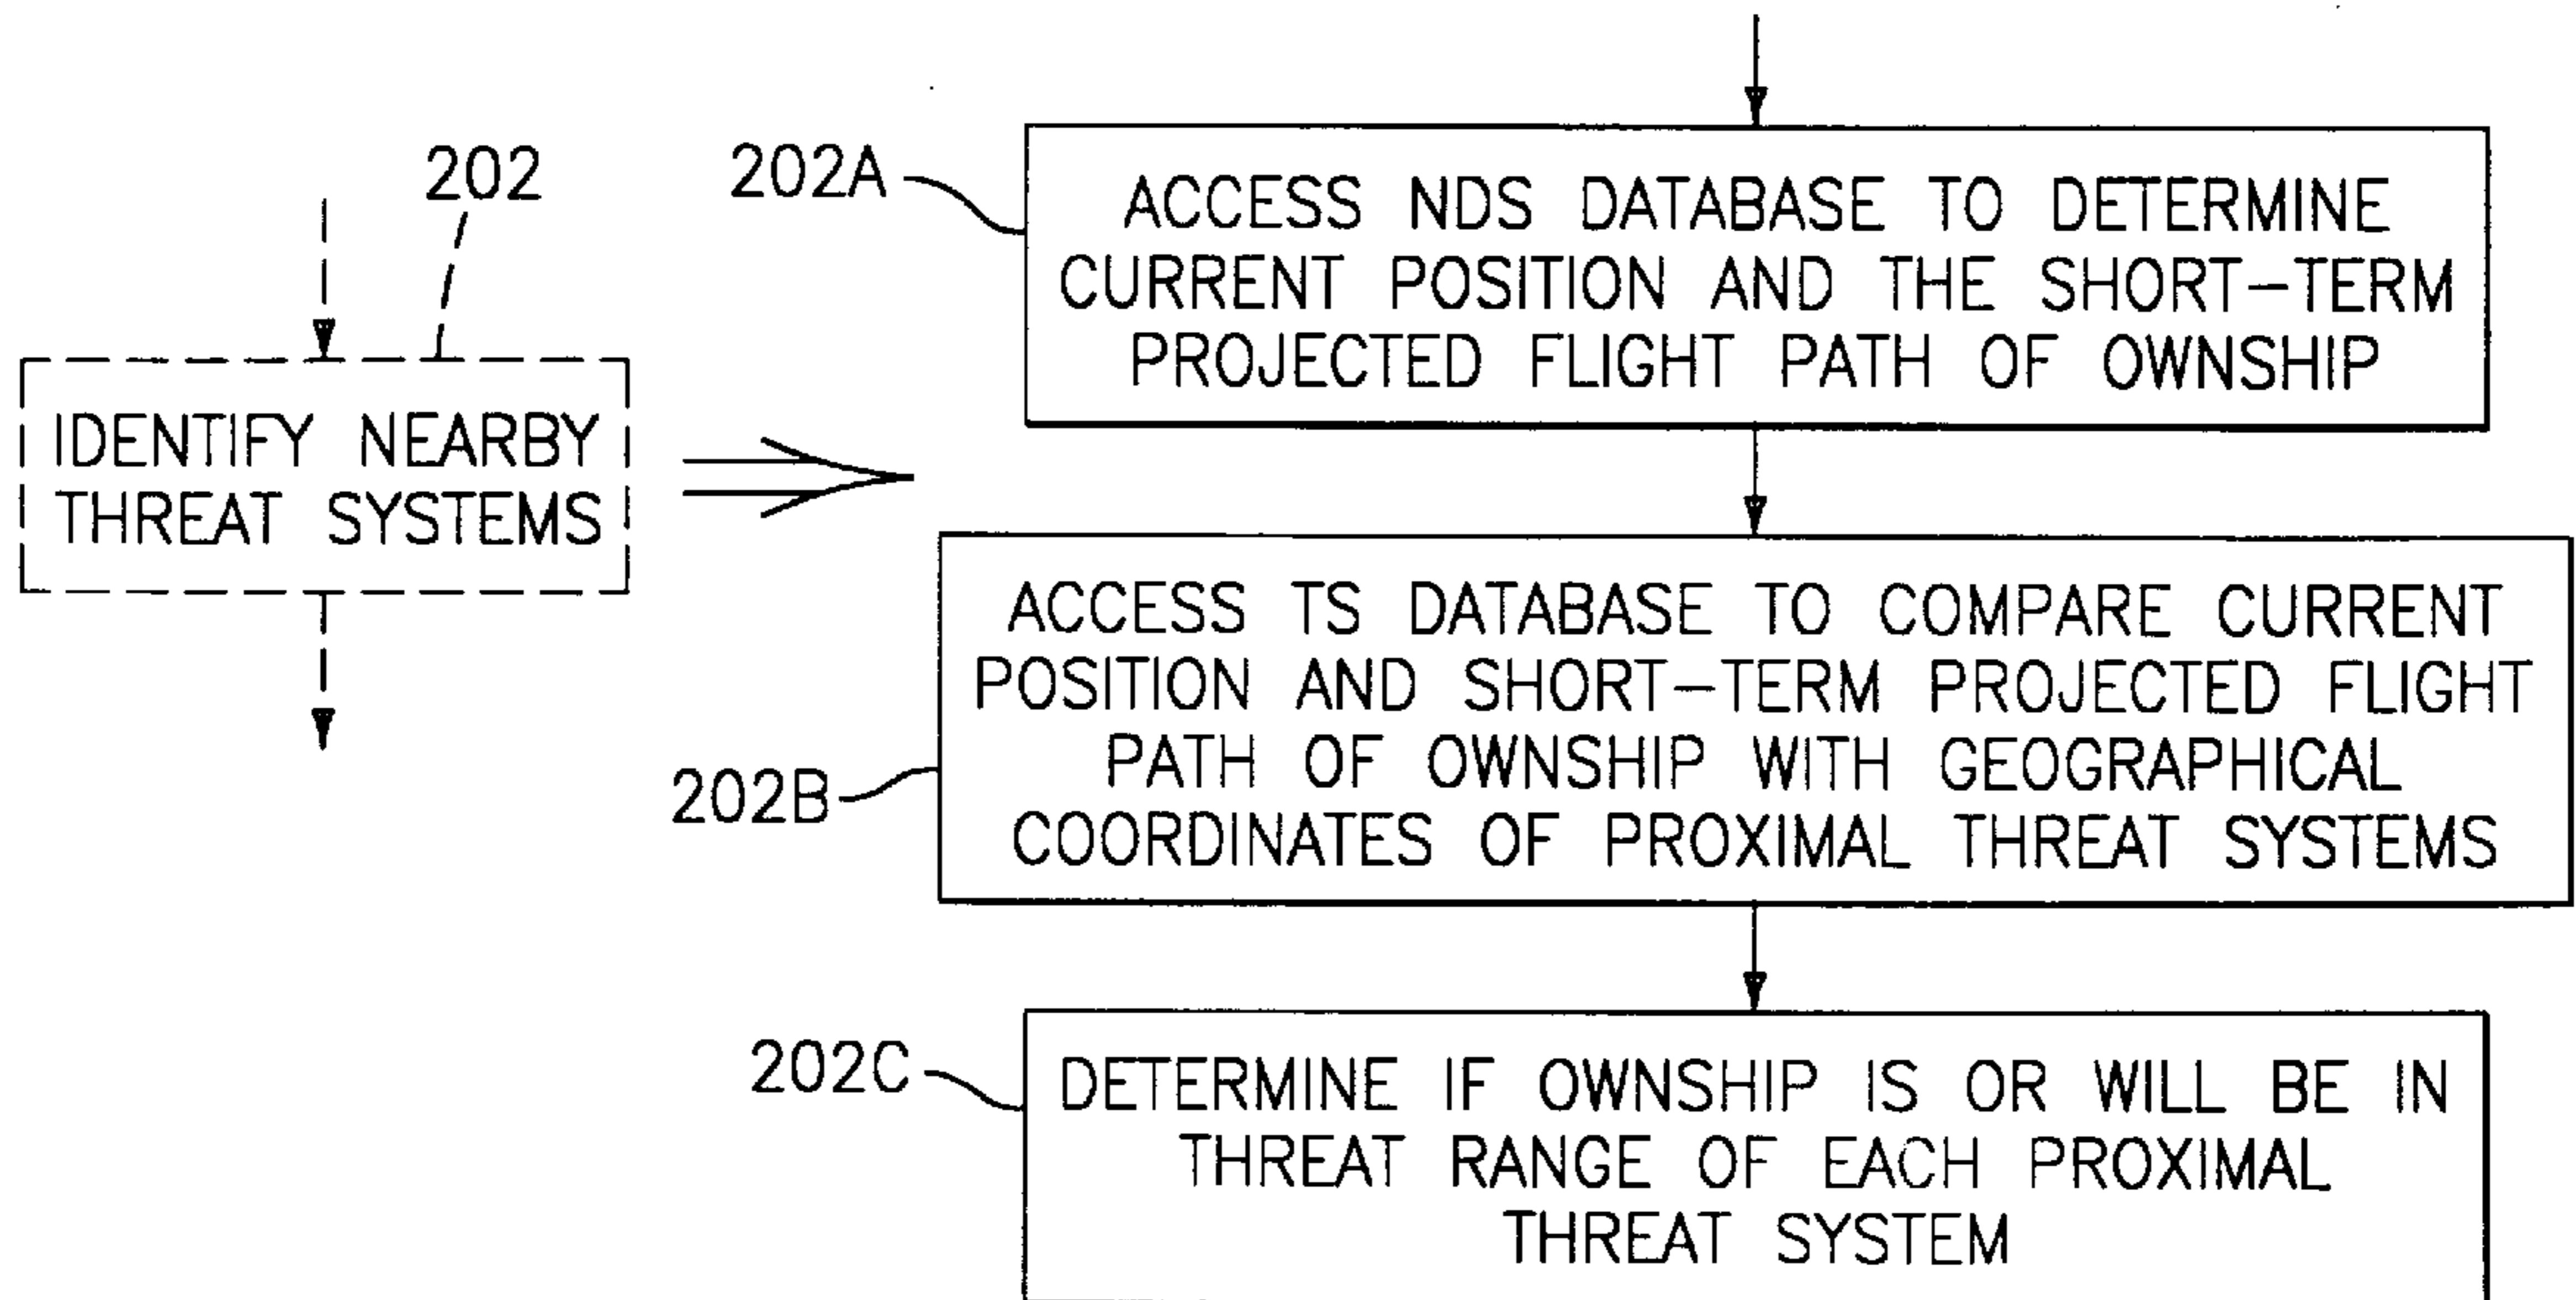 202
IDENTIFY NEARBY
THREAT SYSTEMS
202A
ACCESS NDS DATABASE TO DETERMINE
CURRENT POSITION AND THE SHORT-TERM
PROJECTED FLIGHT PATH OF OWNSHIP
202B
ACCESS TS DATABASE TO COMPARE CURRENT
POSITION AND SHORT-TERM PROJECTED FLIGHT
PATH OF OWNSHIP WITH GEOGRAPHICAL
COORDINATES OF PROXIMAL THREAT SYSTEMS
202C
DETERMINE IF OWNSHIP IS OR WILL BE IN
THREAT RANGE OF EACH PROXIMAL
THREAT SYSTEM